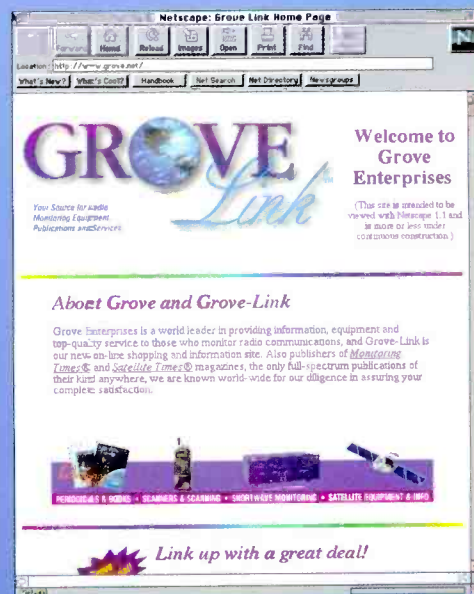 Netscape: Grove Link Home Page
Forward Home Reload Images Open Print Find
Location: http://www.grove.net/
What's New? What's Cool? Handbook Net Search Net Directory Newsgroups
GROVE
Link
Your Source for Radio
Monitoring Equipment
Publications and Services
Welcome to
Grove
Enterprises
(This site is intended to be
viewed with Netscape 1.1 and
is more or less under
continuous construction.)
About Grove and Grove-Link
Grove Enterprises is a world leader in providing information, equipment and
top-quality service to those who monitor radio communications, and Grove-Link is
our new on-line shopping and information site. Also publishers of Monitoring
Times® and Satellite Times® magazines, the only full-spectrum publications of
their kind anywhere, we are known world-wide for our diligence in assuring your
complete satisfaction.
PERIODICALS & BOOKS • SCANNERS & SCANNING • SHORTWAVE MONITORING • SATELLITE EQUIPMENT & INFO
Link up with a great deal!